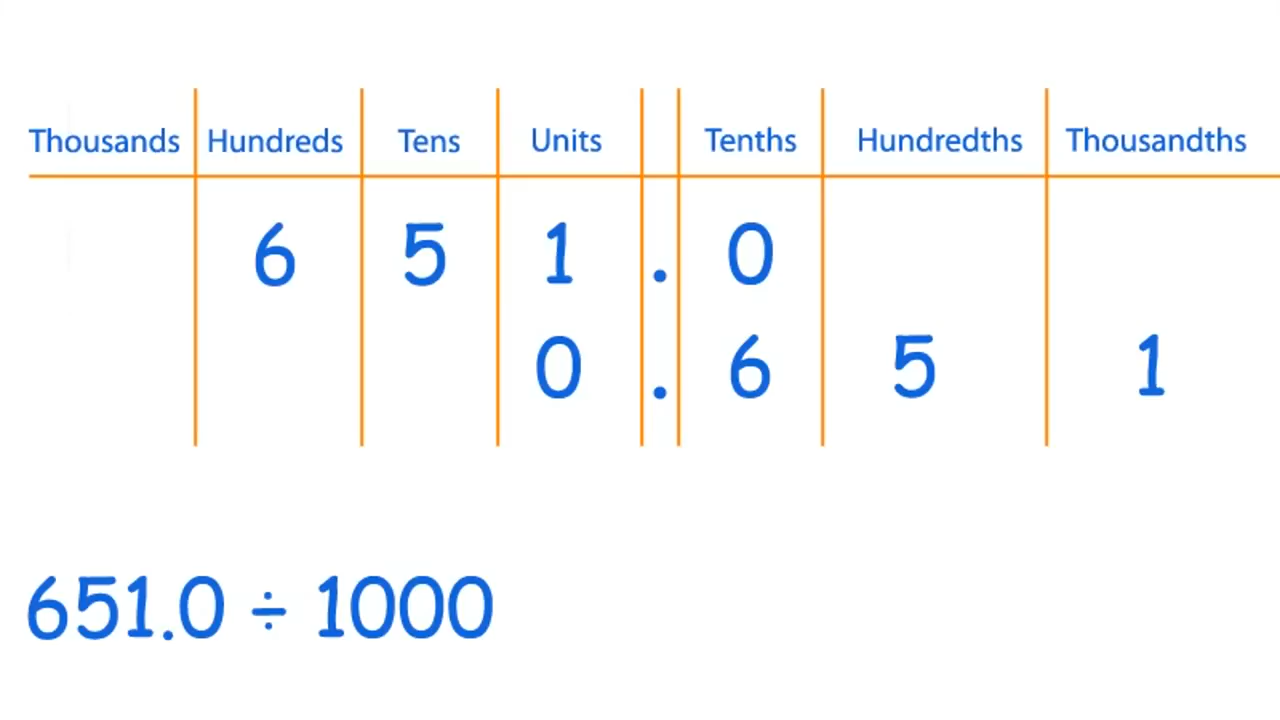 Thousands Hundreds Tens Units Tenths Hundredths Thousandths
6 5 1 . 0
0 . 6 5 1
651.0 ÷ 1000